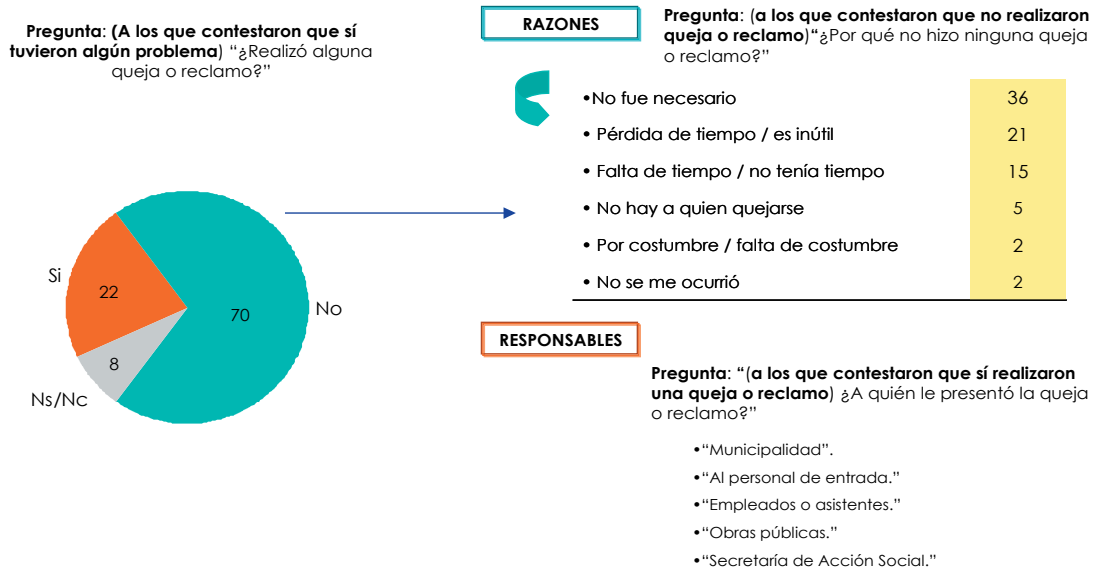 Pregunta: (A los que contestaron que sí
tuvieron algún problema) “¿Realizó alguna
queja o reclamo?”
Si
22
70
No
8
Ns/Nc
RAZONES
Pregunta: (a los que contestaron que no realizaron
queja o reclamo)“¿Por qué no hizo ninguna queja
o reclamo?”
•No fue necesario 36
• Pérdida de tiempo / es inútil 21
• Falta de tiempo / no tenía tiempo 15
• No hay a quien quejarse 5
• Por costumbre / falta de costumbre 2
• No se me ocurrió 2
RESPONSABLES
Pregunta: “(a los que contestaron que sí realizaron
una queja o reclamo) ¿A quién le presentó la queja
o reclamo?”
•“Municipalidad”.
•“Al personal de entrada.”
•“Empleados o asistentes.”
•“Obras públicas.”
•“Secretaría de Acción Social.”